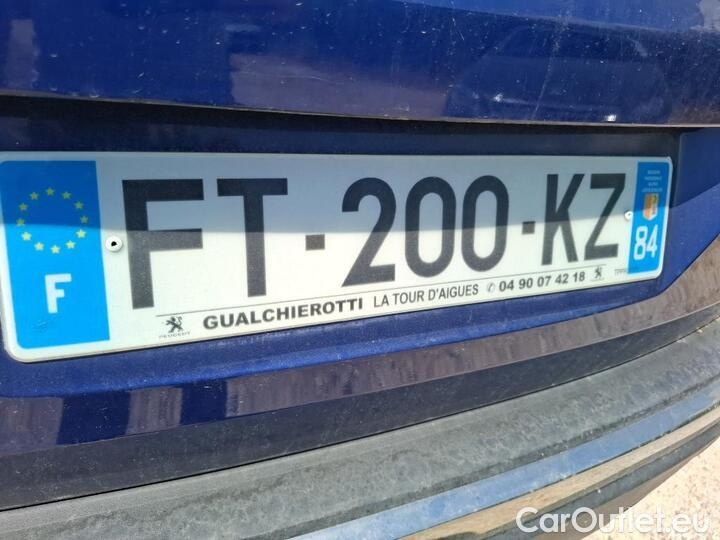 F
FT-200-KZ
84
PEUGEOT
GUALCHIEROTTI LA TOUR D'AIGUES ✆ 04 90 07 42 18
CarOutlet.eu